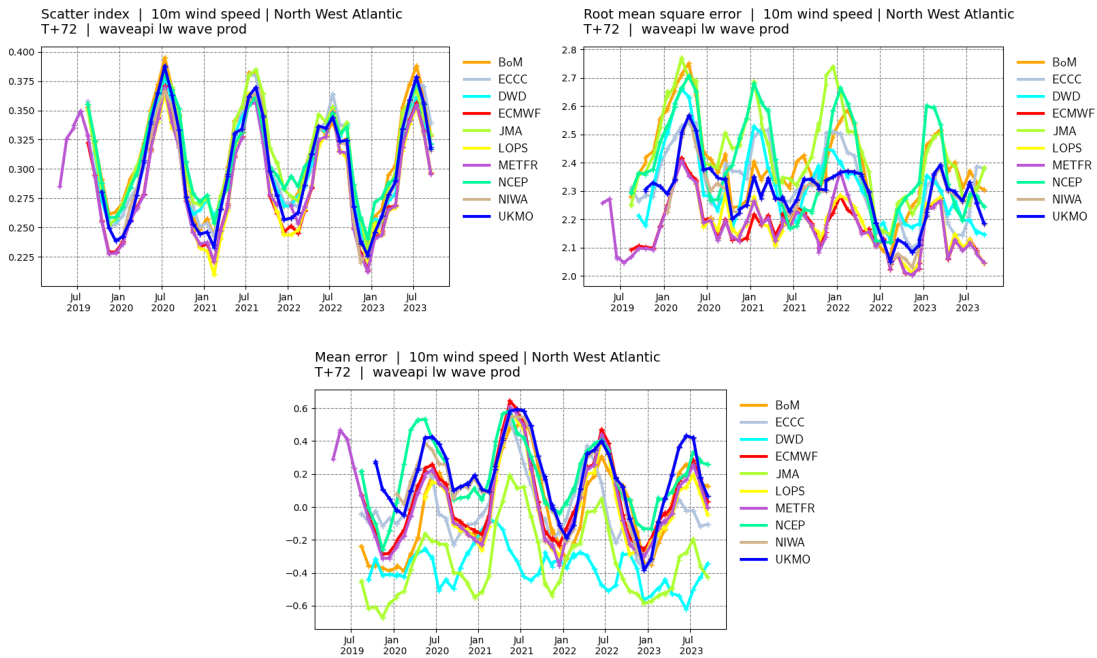 Scatter index | 10m wind speed | North West Atlantic
T+72 | waveapi lw wave prod
0.400
0.375
0.350
0.325
0.300
0.275
0.250
0.225
Jul
2019
Jan
2020
Jul
2020
Jan
2021
Jul
2021
Jan
2022
Jul
2022
Jan
2023
Jul
2023
BoM
ECCC
DWD
ECMWF
JMA
LOPS
METFR
NCEP
NIWA
UKMO
Root mean square error | 10m wind speed | North West Atlantic
T+72 | waveapi lw wave prod
2.8
2.7
2.6
2.5
2.4
2.3
2.2
2.1
2.0
Jul
2019
Jan
2020
Jul
2020
Jan
2021
Jul
2021
Jan
2022
Jul
2022
Jan
2023
Jul
2023
BoM
ECCC
DWD
ECMWF
JMA
LOPS
METFR
NCEP
NIWA
UKMO
Mean error | 10m wind speed | North West Atlantic
T+72 | waveapi lw wave prod
0.6
0.4
0.2
0.0
−0.2
−0.4
−0.6
Jul
2019
Jan
2020
Jul
2020
Jan
2021
Jul
2021
Jan
2022
Jul
2022
Jan
2023
Jul
2023
BoM
ECCC
DWD
ECMWF
JMA
LOPS
METFR
NCEP
NIWA
UKMO